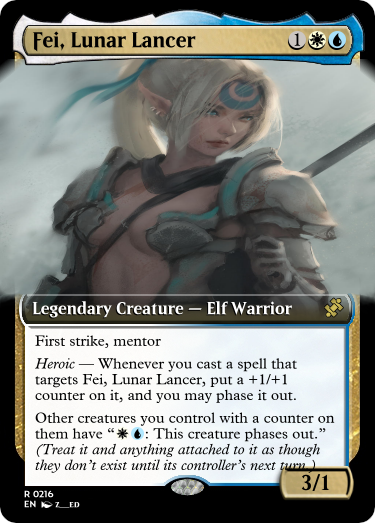 Fei, Lunar Lancer 1
Legendary Creature — Elf Warrior
First strike, mentor
Heroic — Whenever you cast a spell that
targets Fei, Lunar Lancer, put a +1/+1
counter on it, and you may phase it out.
Other creatures you control with a counter on
them have “ : This creature phases out.”
(Treat it and anything attached to it as though
they don’t exist until its controller’s next turn.)
3/1
R 0216
EN Z__ED